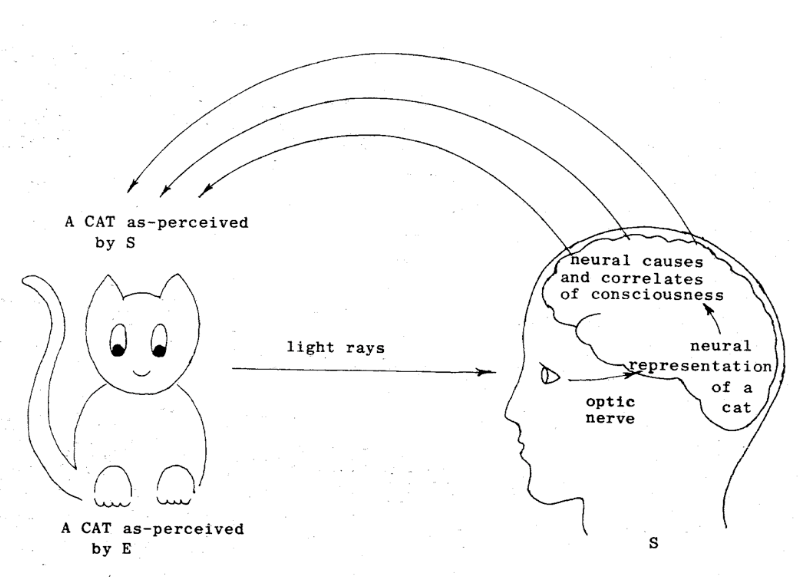 A CAT as-perceived
by S
neural causes
and correlates
of consciousness
light rays
neural
representation
of a
cat
optic
nerve
A CAT as-perceived
by E
S